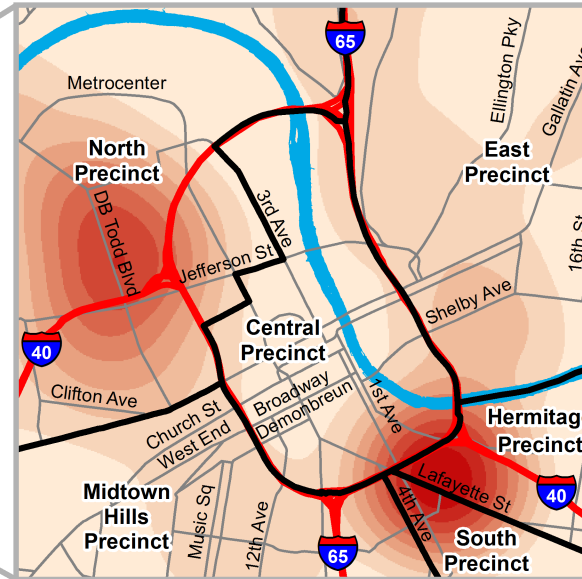 65
Ellington Pky
Gallatin Av
Metrocenter
North
Precinct
East
Precinct
DB Todd Blvd
3rd Ave
16th St
Jefferson St
Shelby Ave
Central
Precinct
40
Clifton Ave
Broadway
Demonbreun
1st Ave
Church St
West End
Hermitag
Precinct
Lafayette St
40
Midtown
Hills
Precinct
Music Sq
12th Ave
4th Ave
65
South
Precinct